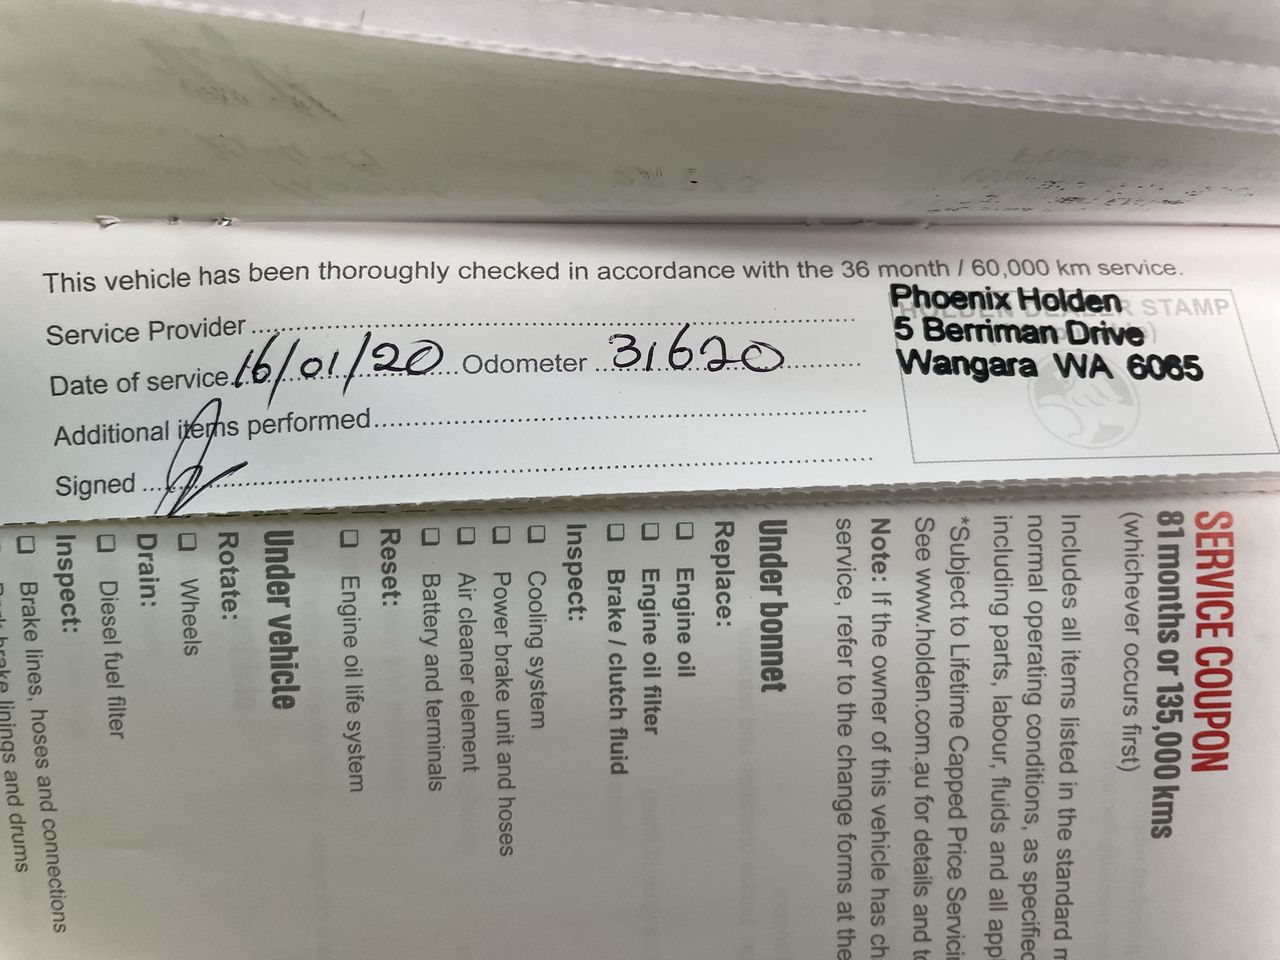 This vehicle has been thoroughly checked in accordance with the 36 month / 60,000 km service.
Service Provider
Date of service 16/01/20 Odometer 31620
Additional items performed
Signed
HOLDEN DEALER STAMP
Phoenix Holden
5 Berriman Drive
Wangara WA 6065
SERVICE COUPON
81 months or 135,000 kms
(whichever occurs first)
Includes all items listed in the standard
normal operating conditions, as specified
including parts, labour, fluids and all
*Subject to Lifetime Capped Price
See www.holden.com.au for details and
Note: If the owner of this vehicle has
service, refer to the change forms at the
Under bonnet
Replace:
❑ Engine oil
❑ Engine oil filter
❑ Brake / clutch fluid
Inspect:
❑ Cooling system
❑ Power brake unit and hoses
❑ Air cleaner element
❑ Battery and terminals
Reset:
❑ Engine oil life system
Under vehicle
Rotate:
❑ Wheels
Drain:
❑ Diesel fuel filter
Inspect:
❑ Brake lines, hoses and connections
brake linings and drums